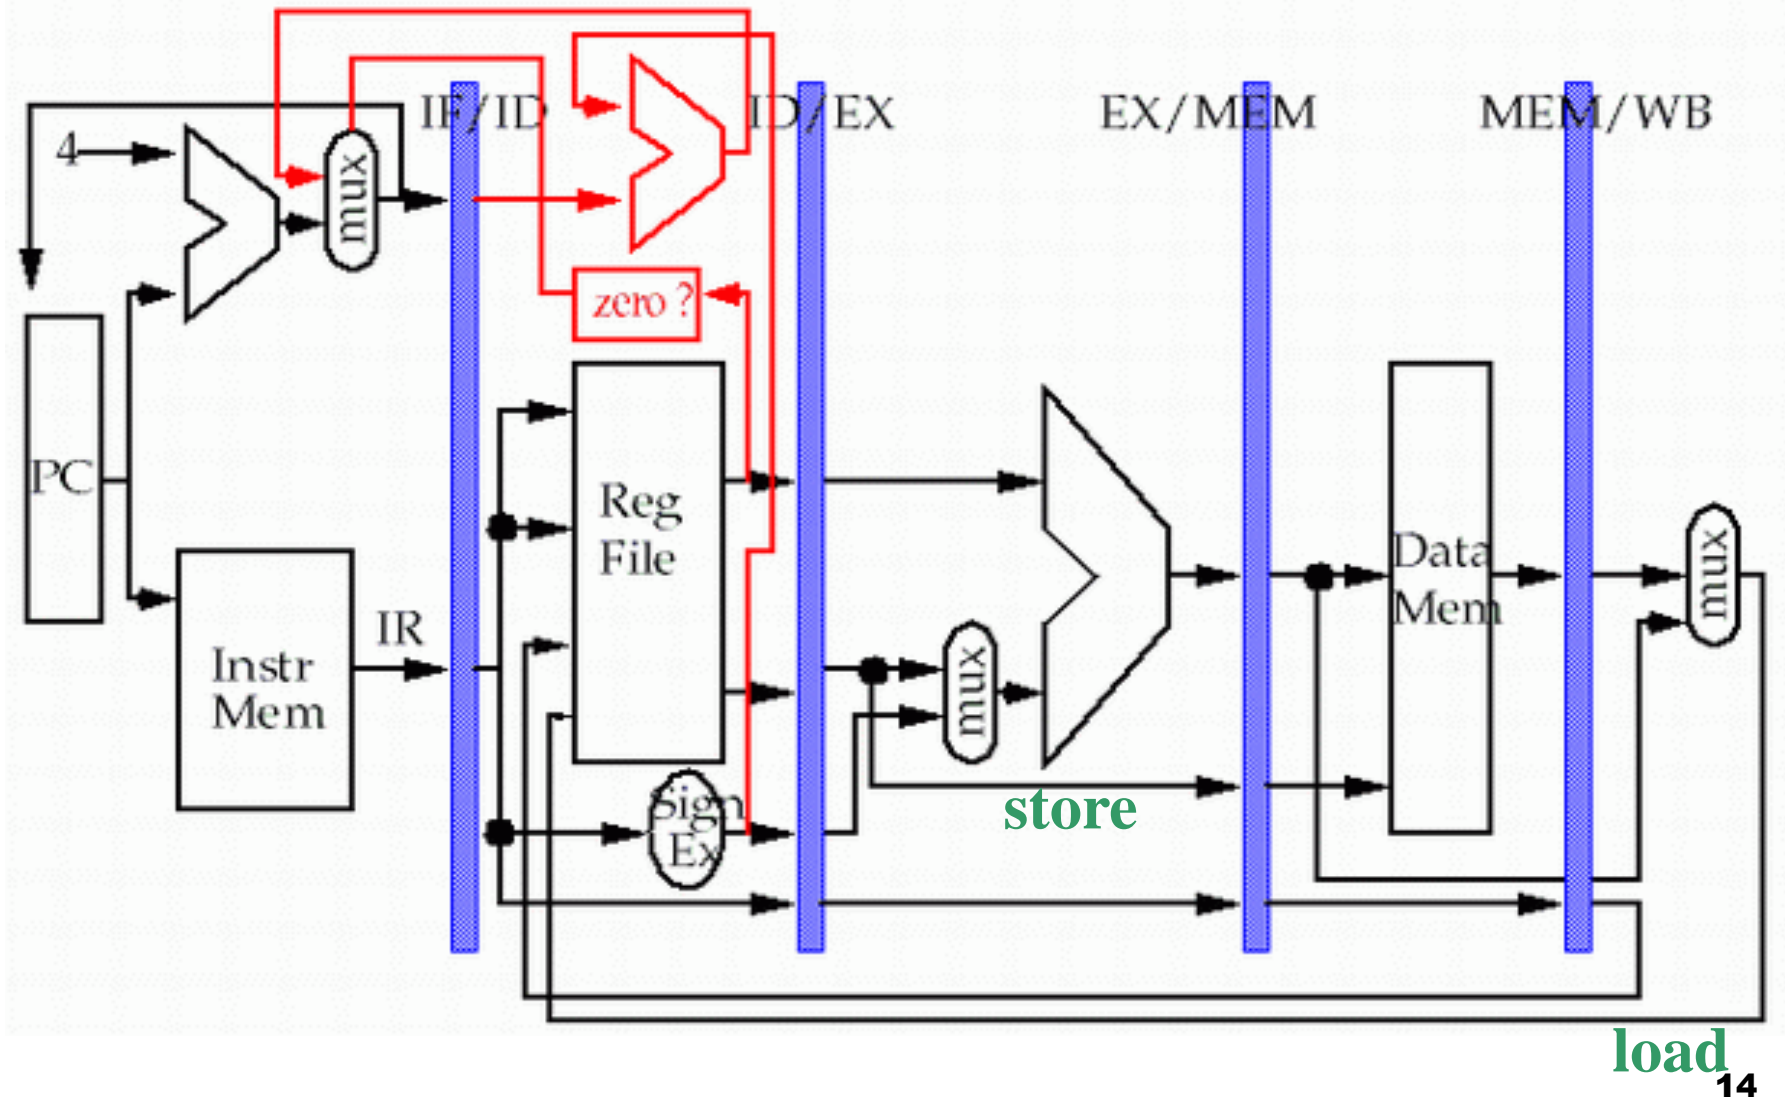 IF/ID
ID/EX
EX/MEM
MEM/WB
4
mux
zero ?
PC
Reg
File
IR
Instr
Mem
Sign
Ex
mux
store
Data
Mem
mux
load
14